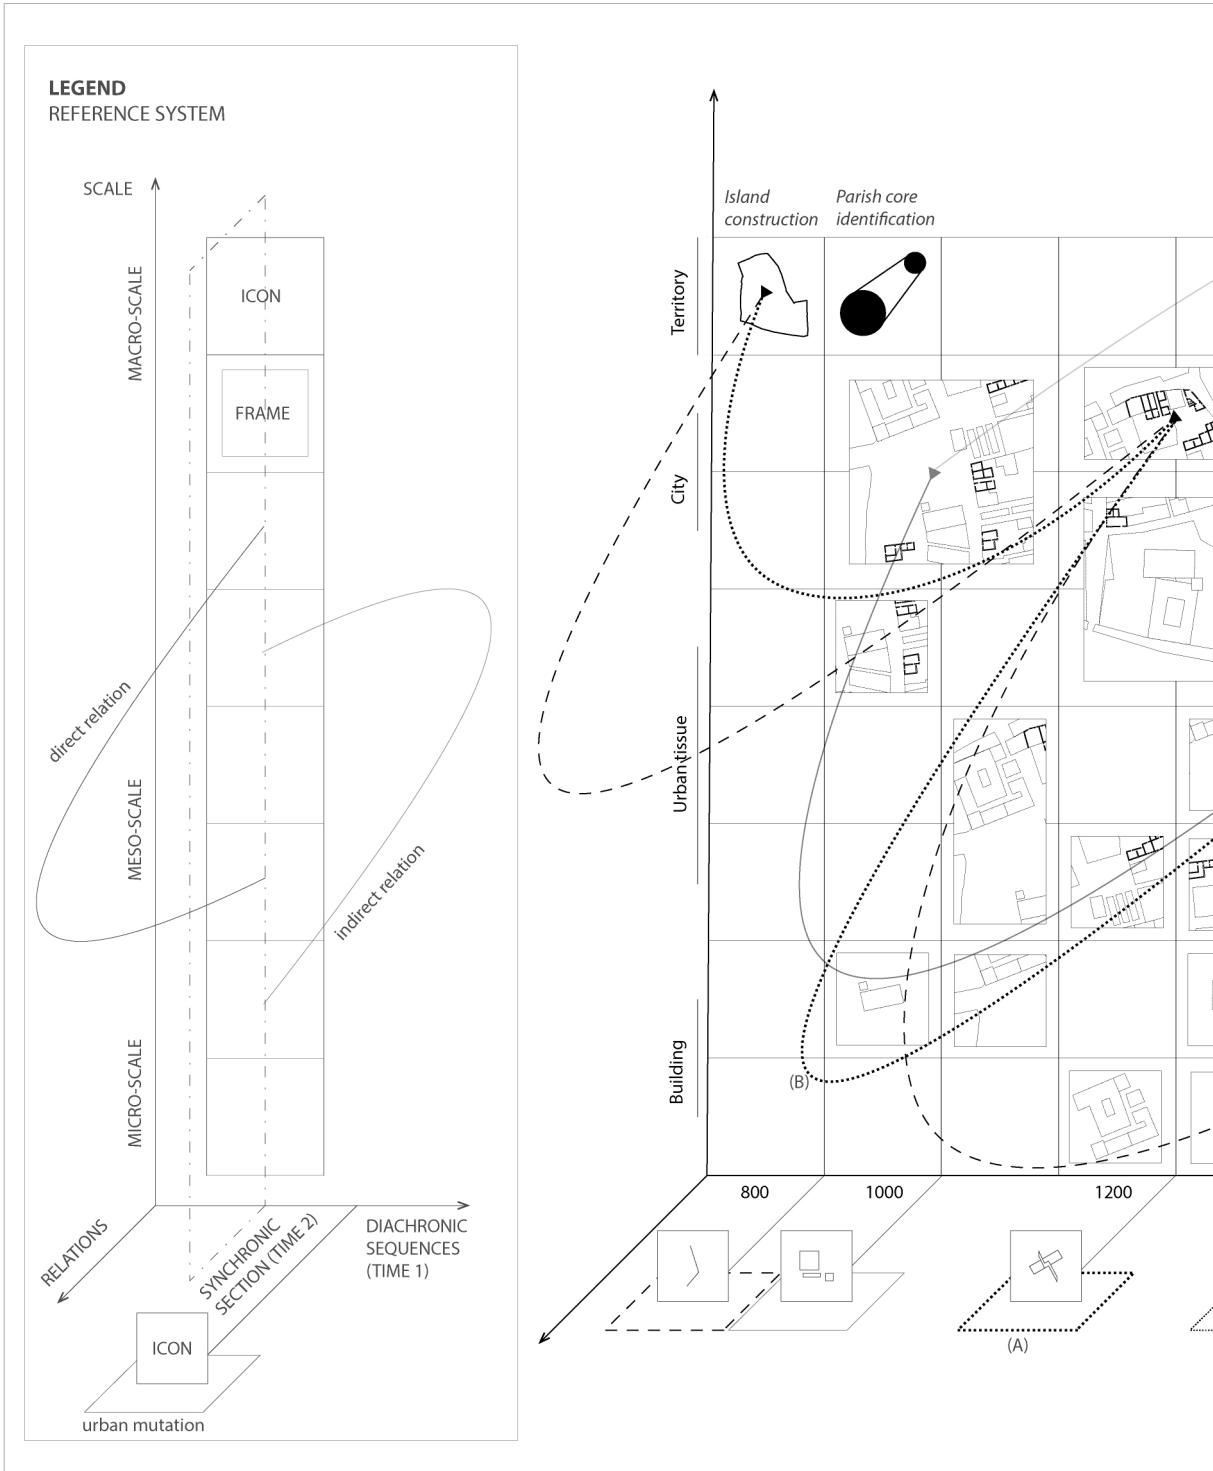 LEGEND
REFERENCE SYSTEM
SCALE
MACRO-SCALE
ICON
FRAME
direct relation
MESO-SCALE
indirect relation
MICRO-SCALE
RELATIONS
SYNCHRONIC
SECTION (TIME 2)
DIACHRONIC
SEQUENCES
(TIME 1)
ICON
urban mutation
Island
construction
Parish core
identification
Territory
City
Urban tissue
Building
(B)
800
1000
1200
(A)